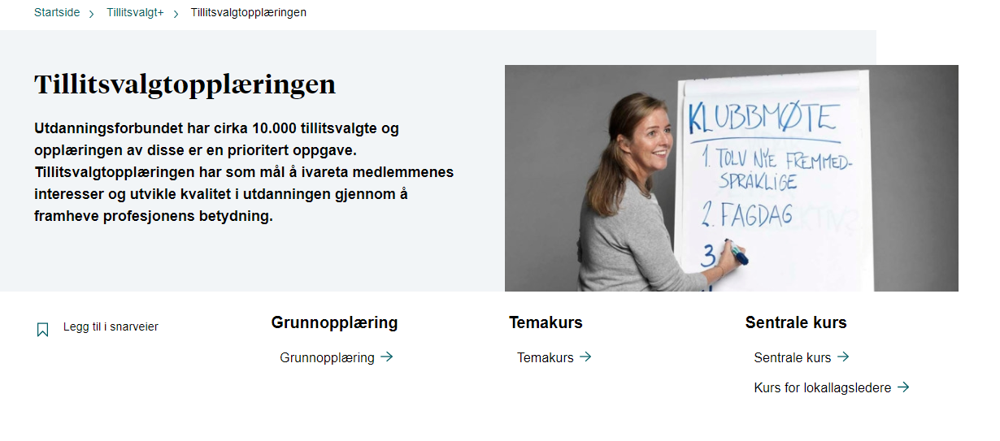 Startside > Tillitsvalgt+ > Tillitsvalgtopplæringen
Tillitsvalgtopplæringen
Utdanningsforbundet har cirka 10.000 tillitsvalgte og
opplæringen av disse er en prioritert oppgave.
Tillitsvalgtopplæringen har som mål å ivareta medlemmenes
interesser og utvikle kvalitet i utdanningen gjennom å
framheve profesjonens betydning.
KLUBBMØTE
1. TOLV NYE FREMMED-
SPRÅKLIGE
2. FAGDAG
3.
Legg til i snarveier
Grunnopplæring
Grunnopplæring →
Temakurs
Temakurs →
Sentrale kurs
Sentrale kurs →
Kurs for lokallagsledere →